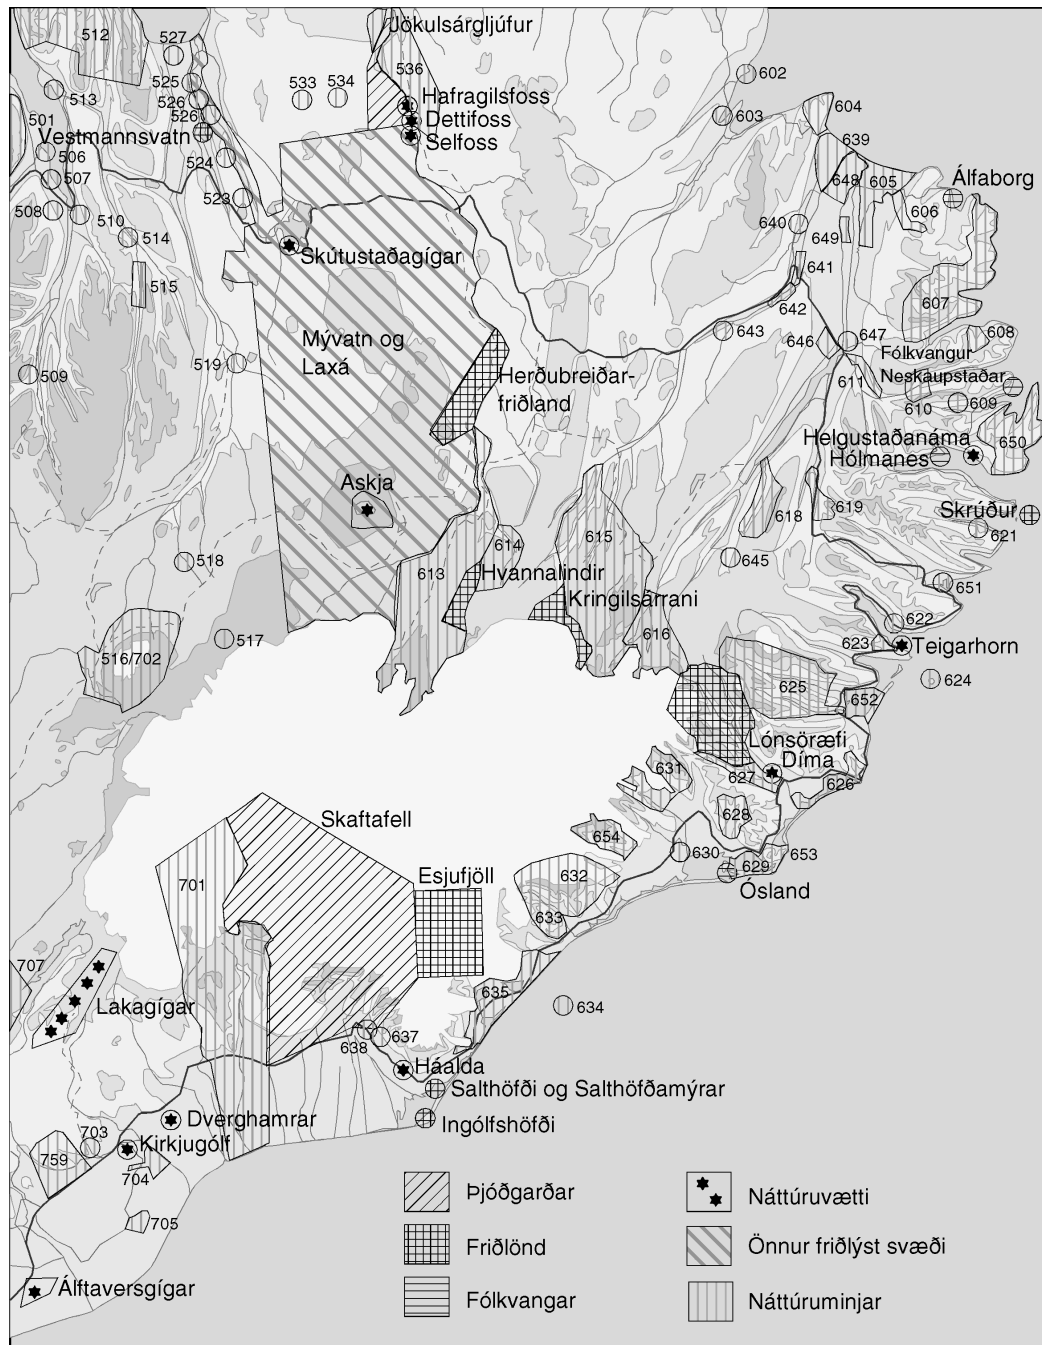 Jökulsárgljúfur
512
527
536
525
533
534
602
513
526
Hafragilsfoss
604
501
526
Dettifoss
603
Vestmannsvatn
Selfoss
639
506
524
648
605
Álfaborg
507
523
508
510
606
640
514
649
Skútustaðagígar
641
515
607
642
Mývatn og
Laxá
643
646
647
608
519
Fólkvangur
509
Herðubreiðar-
friðland
Neskaupstaðar
611
610
609
Helgustaðanáma
650
Hólmanes
Askja
619
Skrúður
618
621
615
614
518
645
613
Hvannalindir
651
Kringilsárrani
622
517
616
623
Teigarhorn
516/702
624
625
652
Lónsöræfi
Díma
631
627
626
628
Skaftafell
654
630
653
629
Esjufjöll
632
Ósland
701
633
707
635
634
Lakagígar
638
637
Háalda
Salthöfði og Salthöfðamýrar
Dverghamrar
Ingólfshöfði
703
Kirkjugólf
759
704
705
Álftaversgígar
Þjóðgarðar
Friðlönd
Fólkvangar
Náttúruvætti
Önnur friðlýst svæði
Náttúruminjar